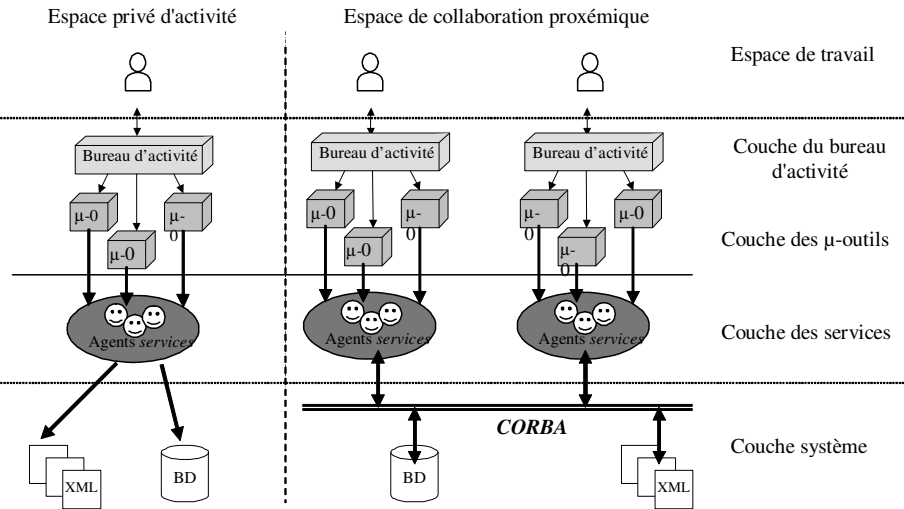 Espace privé d'activité
Espace de collaboration proxémique
Espace de travail
Bureau d'activité
Bureau d'activité
Bureau d'activité
Couche du bureau
d'activité
µ-0
µ-0
µ-
0
µ-0
µ-0
µ-
0
µ-
0
µ-
0
µ-0
Couche des µ-outils
Agents services
Agents services
Agents services
Couche des services
CORBA
XML
BD
BD
XML
Couche système